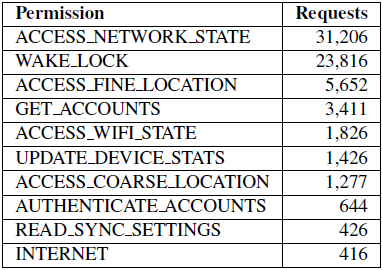 Permission Requests
ACCESS_NETWORK_STATE 31,206
WAKE_LOCK 23,816
ACCESS_FINE_LOCATION 5,652
GET_ACCOUNTS 3,411
ACCESS_WIFI_STATE 1,826
UPDATE_DEVICE_STATS 1,426
ACCESS_COARSE_LOCATION 1,277
AUTHENTICATE_ACCOUNTS 644
READ_SYNC_SETTINGS 426
INTERNET 416